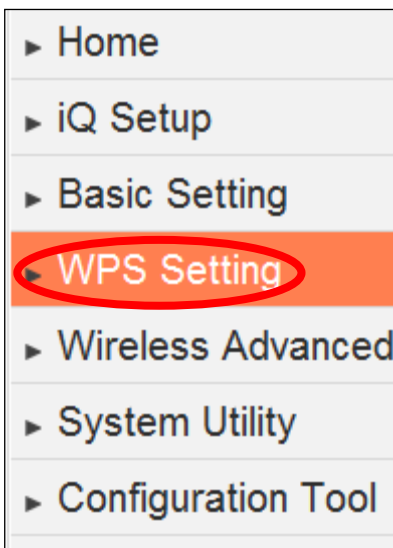 Home
iQ Setup
Basic Setting
WPS Setting
Wireless Advanced
System Utility
Configuration Tool